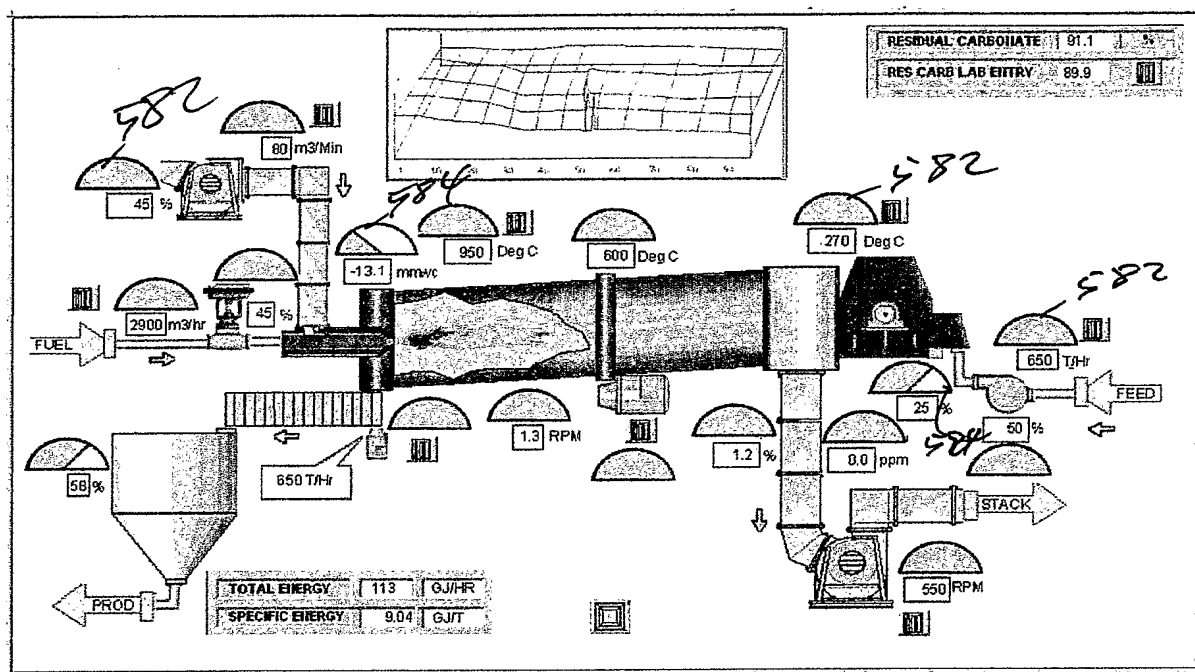 RESIDUAL CARBONATE 91.1 %
RES CARB LAB ENTRY 89.9
582
80 m3/Min
45 %
584
582
950 Deg C
600 Deg C
.270 Deg C
-13.1 mmvc
582
2900 m3/hr
45 %
FUEL
650 T/Hr
25 %
FEED
1.3 RPM
1.2 %
0.0 ppm
50 %
584
58 %
650 T/Hr
STACK
550 RPM
PROD
TOTAL ENERGY 113 GJ/HR
SPECIFIC ENERGY 9.04 GJ/T